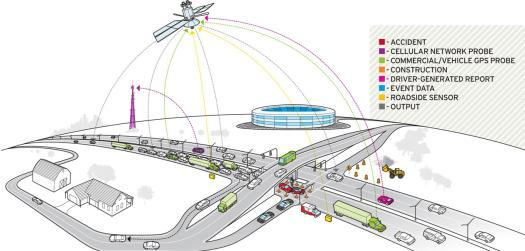 - ACCIDENT
- CELLULAR NETWORK PROBE
- COMMERCIAL/VEHICLE GPS PROBE
- CONSTRUCTION
- DRIVER-GENERATED REPORT
- EVENT DATA
- ROADSIDE SENSOR
- OUTPUT